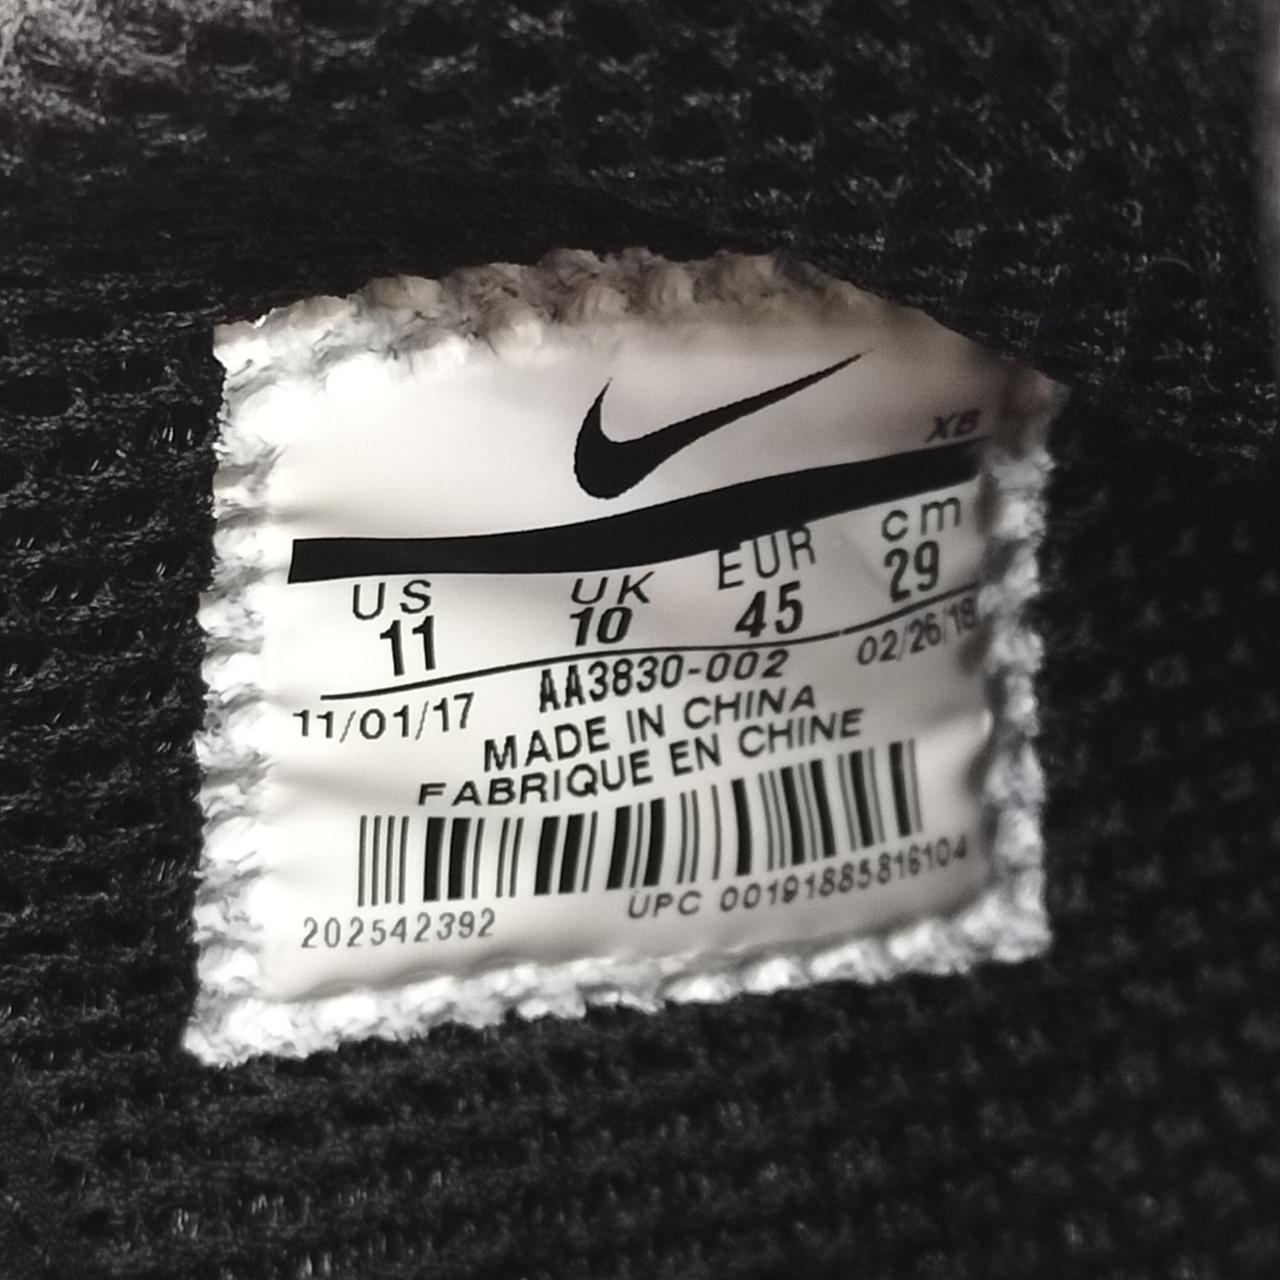 XB
US UK EUR cm
11 10 45 29
11/01/17 AA3830-002 02/26/18
MADE IN CHINA
FABRIQUE EN CHINE
202542392 UPC 00191885816104